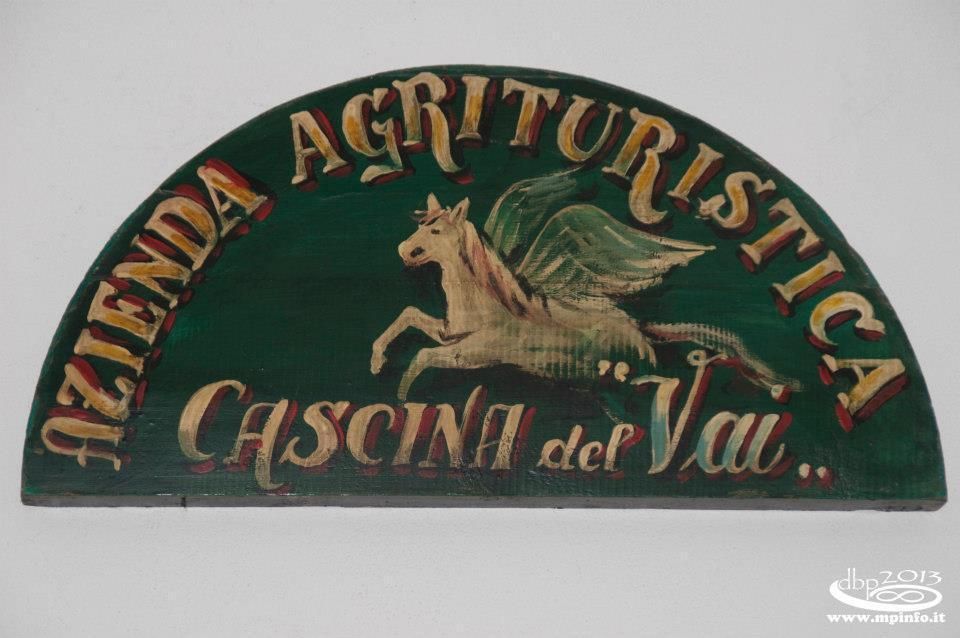 AZIENDA AGRITURISTICA
CASCINA del "Vai"
dbp2013
www.mpinfo.it